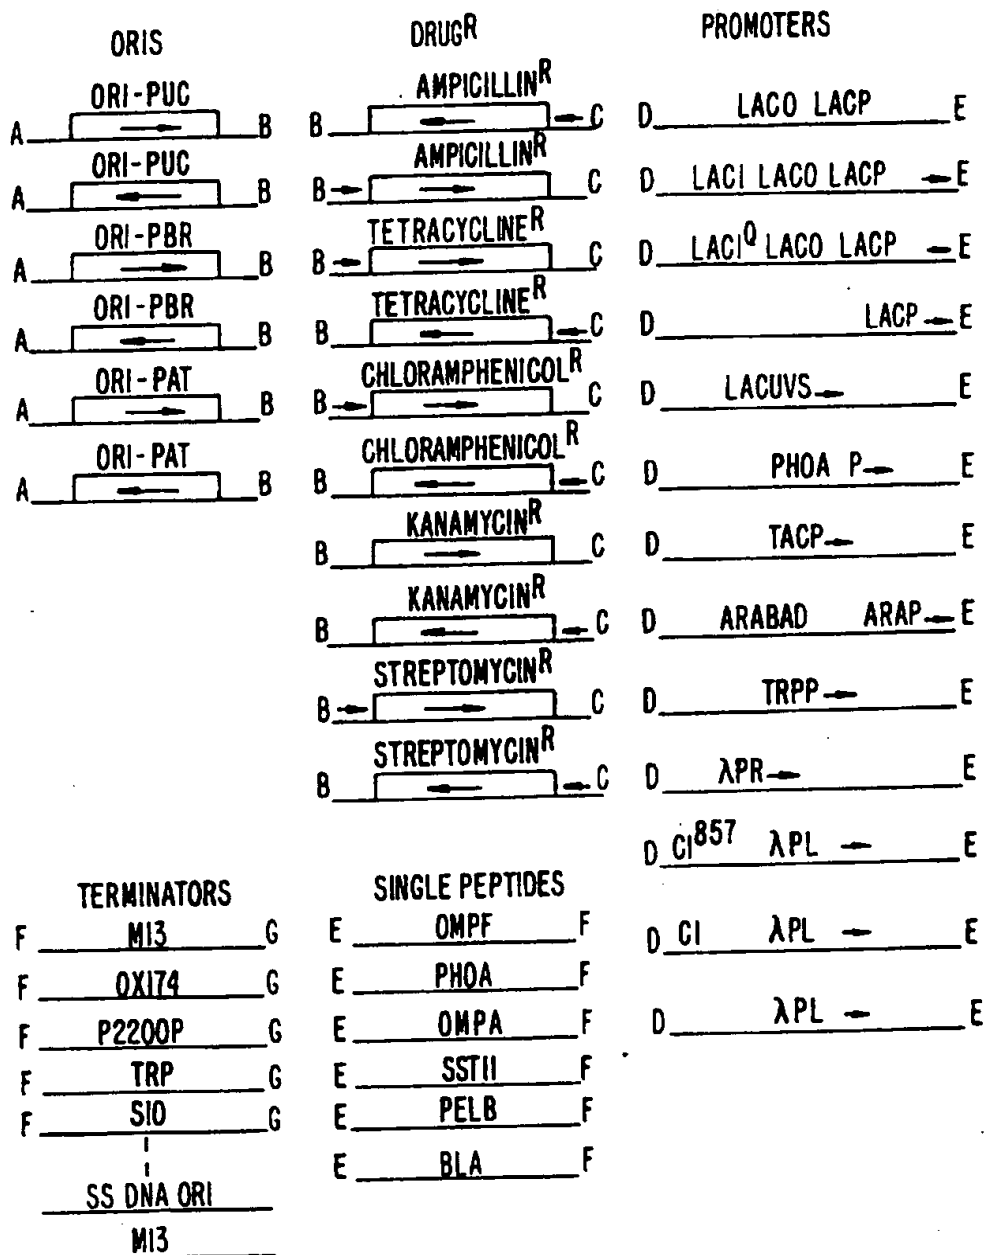 ORIS
ORI-PUC
A B
ORI-PUC
A B
ORI-PBR
A B
ORI-PBR
A B
ORI-PAT
A B
ORI-PAT
A B
DRUGR
AMPICILLINR
B C
AMPICILLINR
B C
TETRACYCLINER
B C
TETRACYCLINER
B C
CHLORAMPHENICOLR
B C
CHLORAMPHENICOLR
B C
KANAMYCINR
B C
KANAMYCINR
B C
STREPTOMYCINR
B C
STREPTOMYCINR
B C
PROMOTERS
D LACO LACP E
D LACI LACO LACP E
D LACIQ LACO LACP E
D LACP E
D LACUVS E
D PHOA P E
D TACP E
D ARABAD ARAP E
D TRPP E
D λPR E
D CI857 λPL E
D CI λPL E
D λPL E
TERMINATORS
F M13 G
F OX174 G
F P2200P G
F TRP G
F S10 G
SS DNA ORI
M13
SINGLE PEPTIDES
E OMPF F
E PHOA F
E OMPA F
E SSTII F
E PELB F
E BLA F